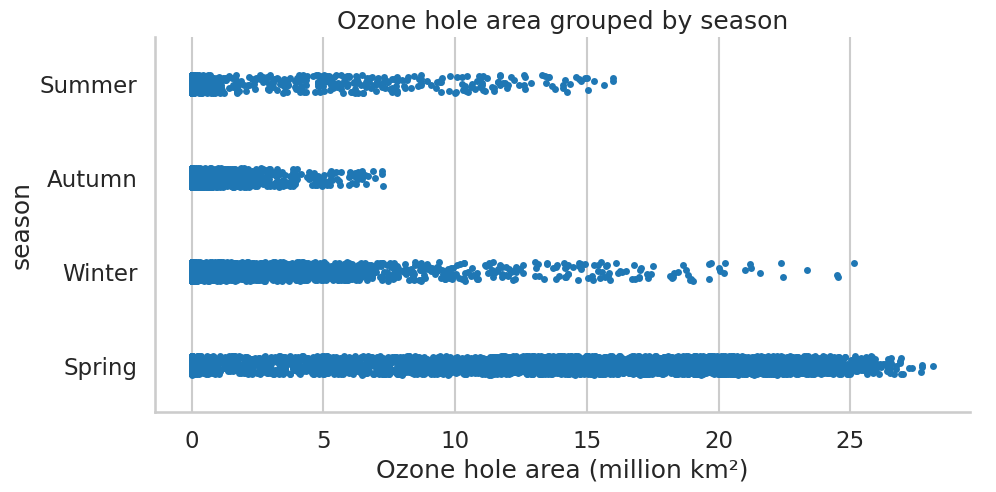 Ozone hole area grouped by season
season
Summer
Autumn
Winter
Spring
0 5 10 15 20 25
Ozone hole area (million km²)